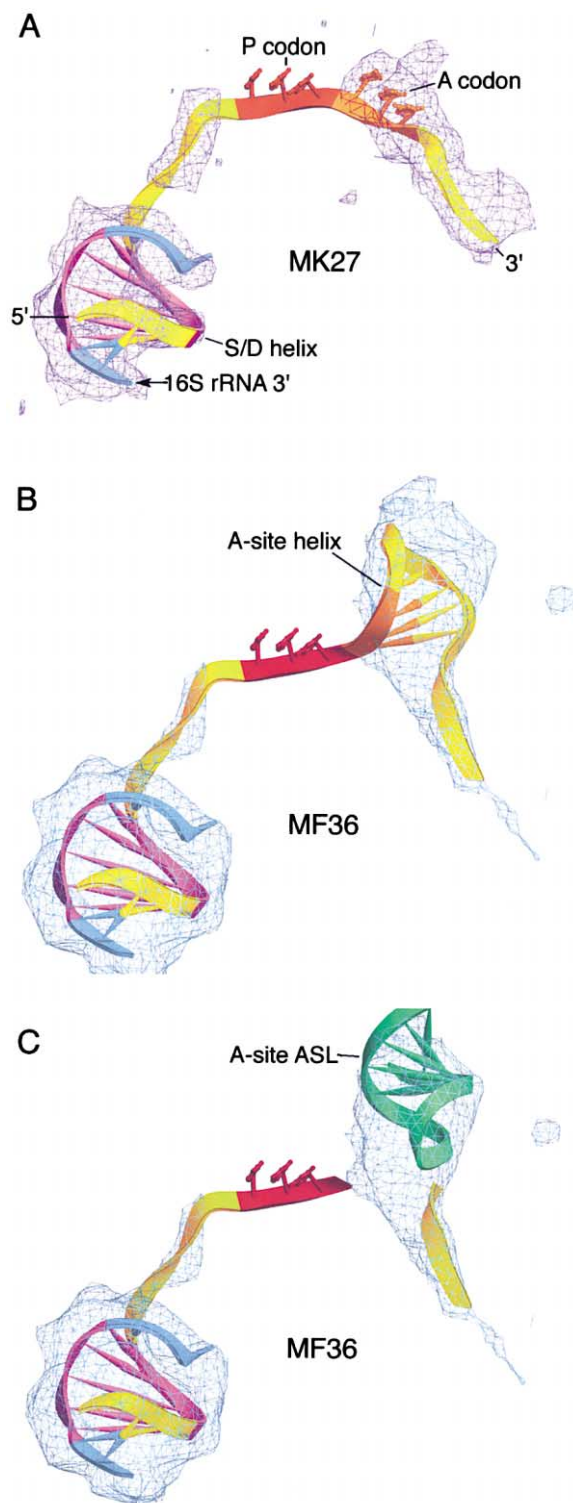 A
P codon
A codon
MK27
3'
5'
S/D helix
16S rRNA 3'
B
A-site helix
MF36
C
A-site ASL
MF36